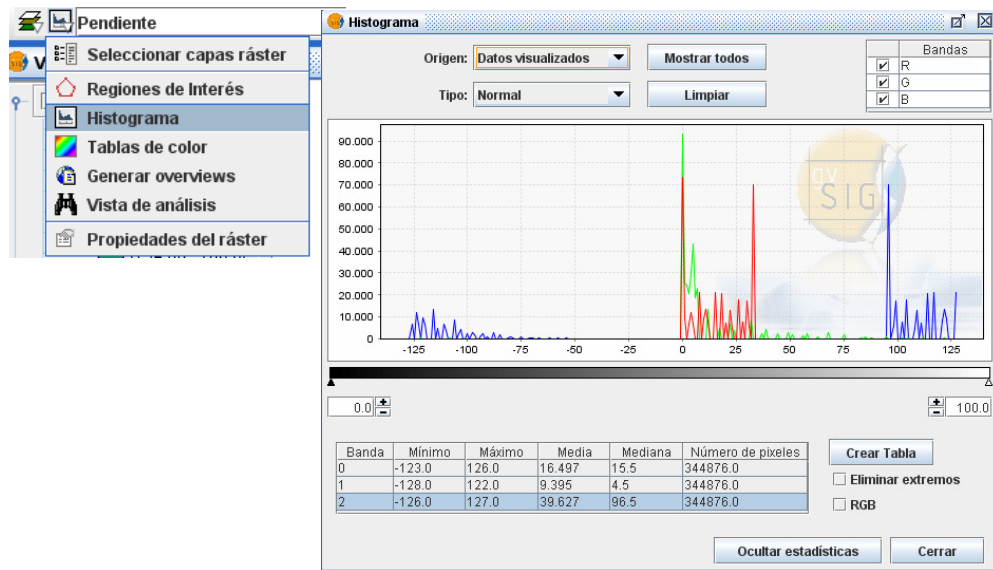 Pendiente
Seleccionar capas ráster
Regiones de Interés
Histograma
Tablas de color
Generar overviews
Vista de análisis
Propiedades del ráster
Histograma
Origen: Datos visualizados
Mostrar todos
Tipo: Normal
Limpiar
Bandas
R
G
B
90.000
80.000
70.000
60.000
50.000
40.000
30.000
20.000
10.000
0
-125 -100 -75 -50 -25 0 25 50 75 100 125
gv
SIG
0.0
100.0
Banda Mínimo Máximo Media Mediana Número de pixeles
0 -123.0 126.0 16.497 15.5 344876.0
1 -128.0 122.0 9.395 4.5 344876.0
2 -126.0 127.0 39.627 96.5 344876.0
Crear Tabla
Eliminar extremos
RGB
Ocultar estadísticas
Cerrar